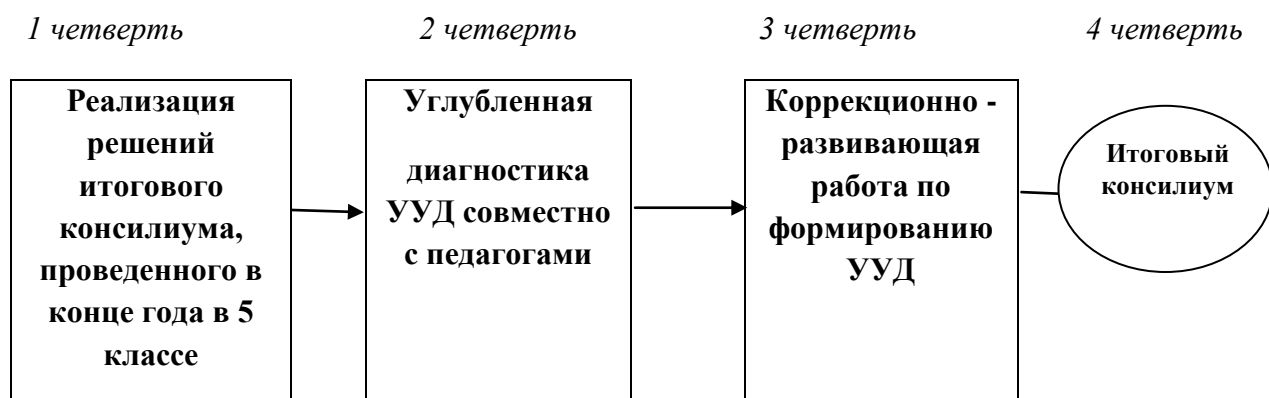 1 четверть 2 четверть 3 четверть 4 четверть
Реализация
решений
итогового
консилиума,
проведенного в
конце года в 5
классе
Углубленная
диагностика
УУД совместно
с педагогами
Коррекционно -
развивающая
работа по
формированию
УУД
Итоговый
консилиум